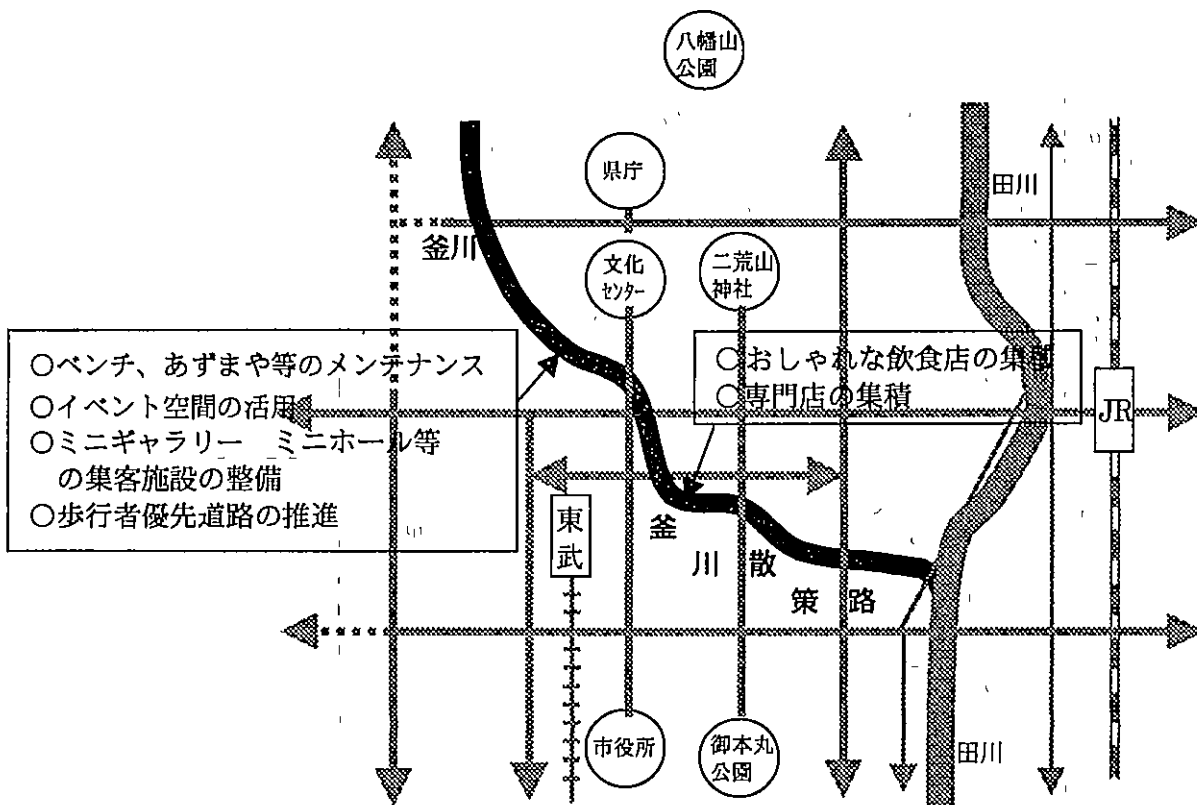 八幡山
公園
県庁
田川
釜川
文化
センター
二荒山
神社
○ベンチ、あずまや等のメンテナンス
○イベント空間の活用
○ミニギャラリー ミニホール等
の集客施設の整備
○歩行者優先道路の推進
○おしゃれな飲食店の集積
○専門店の集積
JR
東武
釜川散策路
市役所
御本丸
公園
田川